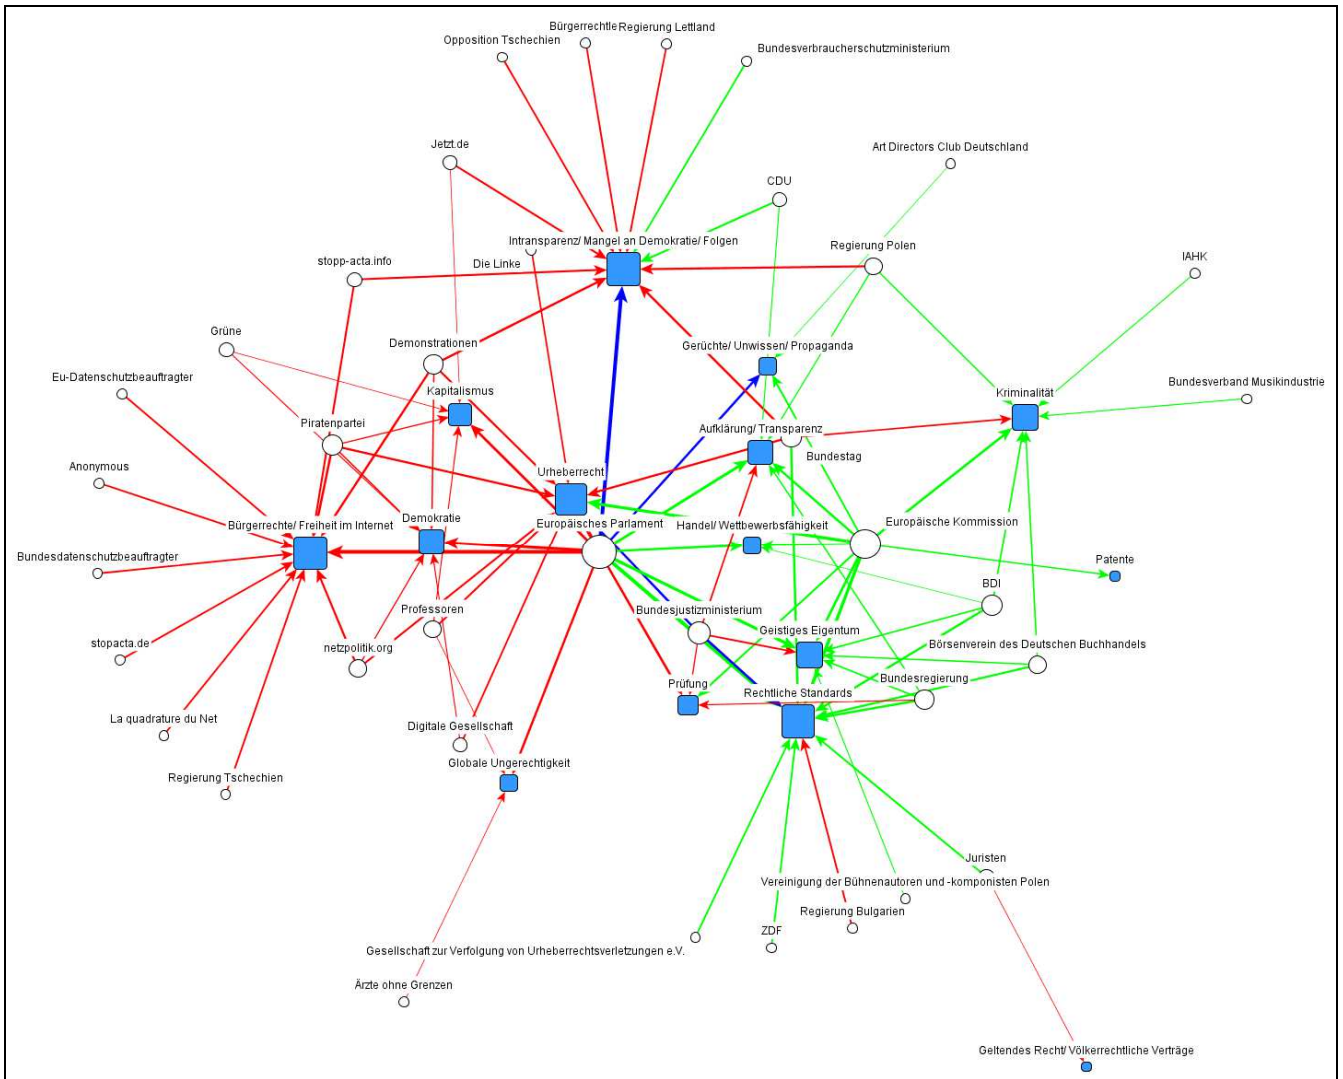 Bürgerrechtle
Regierung Lettland
Opposition Tschechien
Bundesverbraucherschutzministerium
Jetzt.de
Art Directors Club Deutschland
CDU
Intransparenz/ Mangel an Demokratie/ Folgen
Regierung Polen
stopp-acta.info
Die Linke
IAHK
Grüne
Demonstrationen
Gerüchte/ Unwissen/ Propaganda
Eu-Datenschutzbeauftragter
Kapitalismus
Kriminalität
Bundesverband Musikindustrie
Piratenpartei
Aufklärung/ Transparenz
Bundestag
Anonymous
Urheberrecht
Bürgerrechte/ Freiheit im Internet
Demokratie
Europäisches Parlament
Handel/ Wettbewerbsfähigkeit
Europäische Kommission
Bundesdatenschutzbeauftragter
Patente
BDI
Professoren
Bundesjustizministerium
stopacta.de
netzpolitik.org
Geistiges Eigentum
Börsenverein des Deutschen Buchhandels
Prüfung
Rechtliche Standards
Bundesregierung
La quadrature du Net
Digitale Gesellschaft
Regierung Tschechien
Globale Ungerechtigkeit
Juristen
Vereinigung der Bühnenautoren und -komponisten Polen
Regierung Bulgarien
ZDF
Gesellschaft zur Verfolgung von Urheberrechtsverletzungen e.V.
Ärzte ohne Grenzen
Geltendes Recht/ Völkerrechtliche Verträge